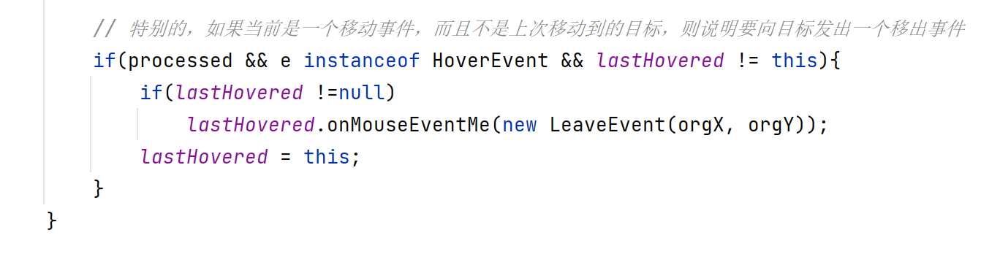 // 特别的，如果当前是一个移动事件，而且不是上次移动到的目标，则说明要向目标发出一个移出事件
if(processed && e instanceof HoverEvent && lastHovered != this){
if(lastHovered !=null)
lastHovered.onMouseEventMe(new LeaveEvent(orgX, orgY));
lastHovered = this;
}
}